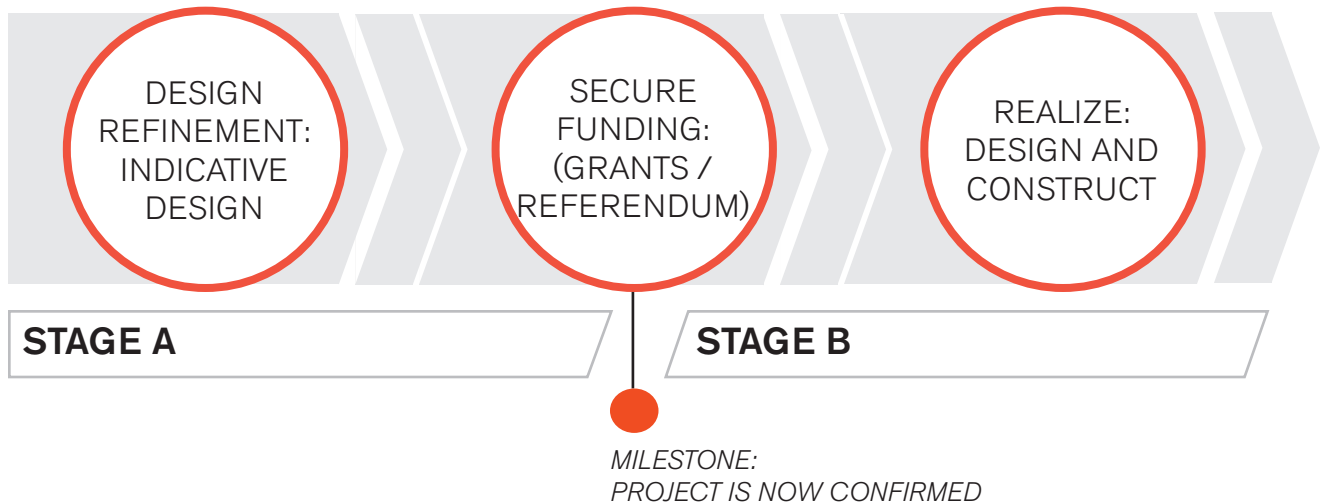 DESIGN
REFINEMENT:
INDICATIVE
DESIGN
SECURE
FUNDING:
(GRANTS /
REFERENDUM)
REALIZE:
DESIGN AND
CONSTRUCT
STAGE A
STAGE B
MILESTONE:
PROJECT IS NOW CONFIRMED